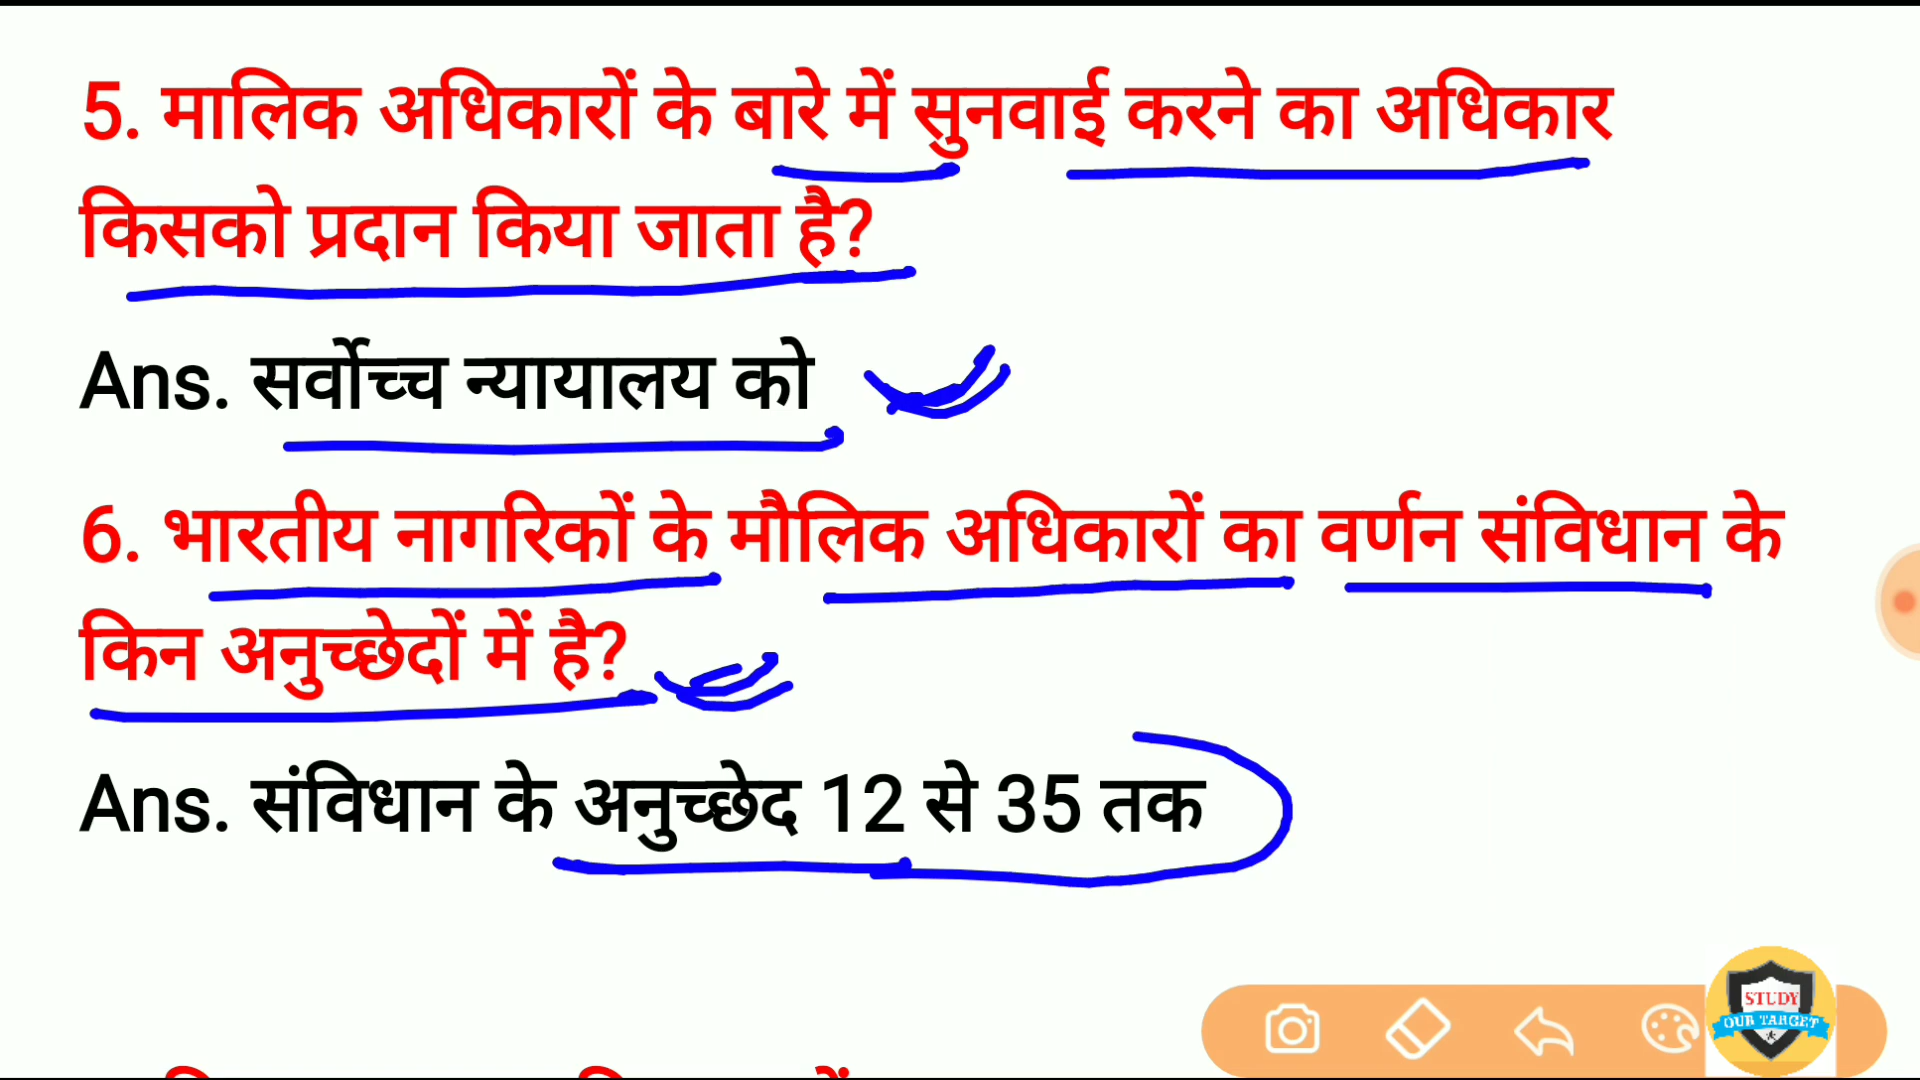 5. मालिक अधिकारों के बारे में सुनवाई करने का अधिकार
किसको प्रदान किया जाता है?
Ans. सर्वोच्च न्यायालय को
6. भारतीय नागरिकों के मौलिक अधिकारों का वर्णन संविधान के
किन अनुच्छेदों में है?
Ans. संविधान के अनुच्छेद 12 से 35 तक
STUDY
OUR TARGET